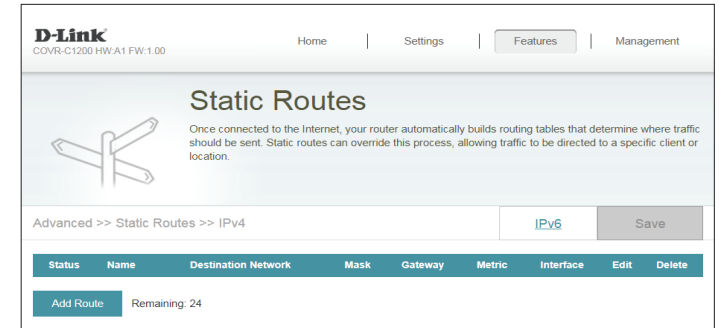 D-Link
COVR-C1200 HW:A1 FW:1.00
Home | Settings | Features | Management
Static Routes
Once connected to the Internet, your router automatically builds routing tables that determine where traffic
should be sent. Static routes can override this process, allowing traffic to be directed to a specific client or
location.
Advanced >> Static Routes >> IPv4
IPv6
Save
Status Name Destination Network Mask Gateway Metric Interface Edit Delete
Add Route Remaining: 24